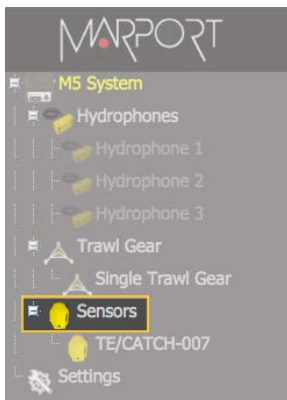 MARPORT
M5 System
Hydrophones
Hydrophone 1
Hydrophone 2
Hydrophone 3
Trawl Gear
Single Trawl Gear
Sensors
TE/CATCH-007
Settings